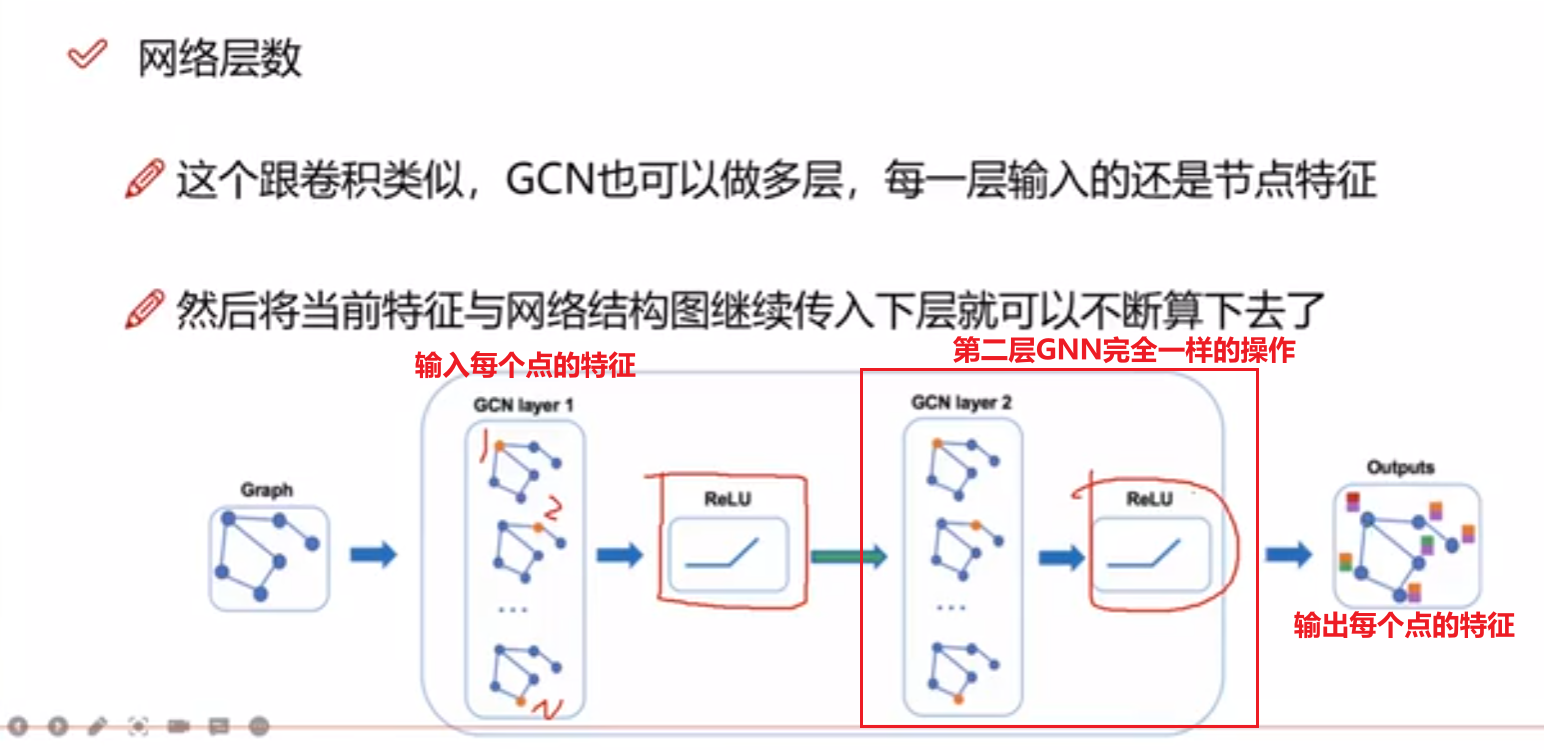 网络层数
这个跟卷积类似，GCN也可以做多层，每一层输入的还是节点特征
然后将当前特征与网络结构图继续传入下层就可以不断算下去了
输入每个点的特征
第二层GNN完全一样的操作
GCN layer 1
GCN layer 2
1
2
N
Graph
ReLU
ReLU
Outputs
...
...
输出每个点的特征